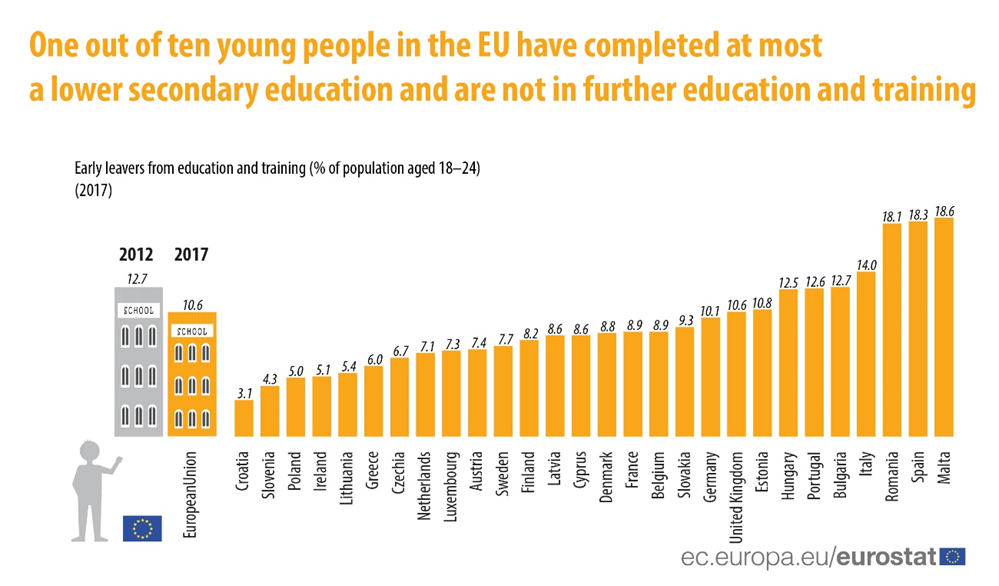 One out of ten young people in the EU have completed at most
a lower secondary education and are not in further education and training
Early leavers from education and training (% of population aged 18–24)
(2017)
2012 2017
12.7
10.6
SCHOOL
SCHOOL
3.1 4.3 5.0 5.1 5.4 6.0 6.7 7.1 7.3 7.4 7.7 8.2 8.6 8.6 8.8 8.9 8.9 9.3 10.1 10.6 10.8 12.5 12.6 12.7 14.0 18.1 18.3 18.6
EuropeanUnion
Croatia
Slovenia
Poland
Ireland
Lithuania
Greece
Czechia
Netherlands
Luxembourg
Austria
Sweden
Finland
Latvia
Cyprus
Denmark
France
Belgium
Slovakia
Germany
United Kingdom
Estonia
Hungary
Portugal
Bulgaria
Italy
Romania
Spain
Malta
ec.europa.eu/eurostat